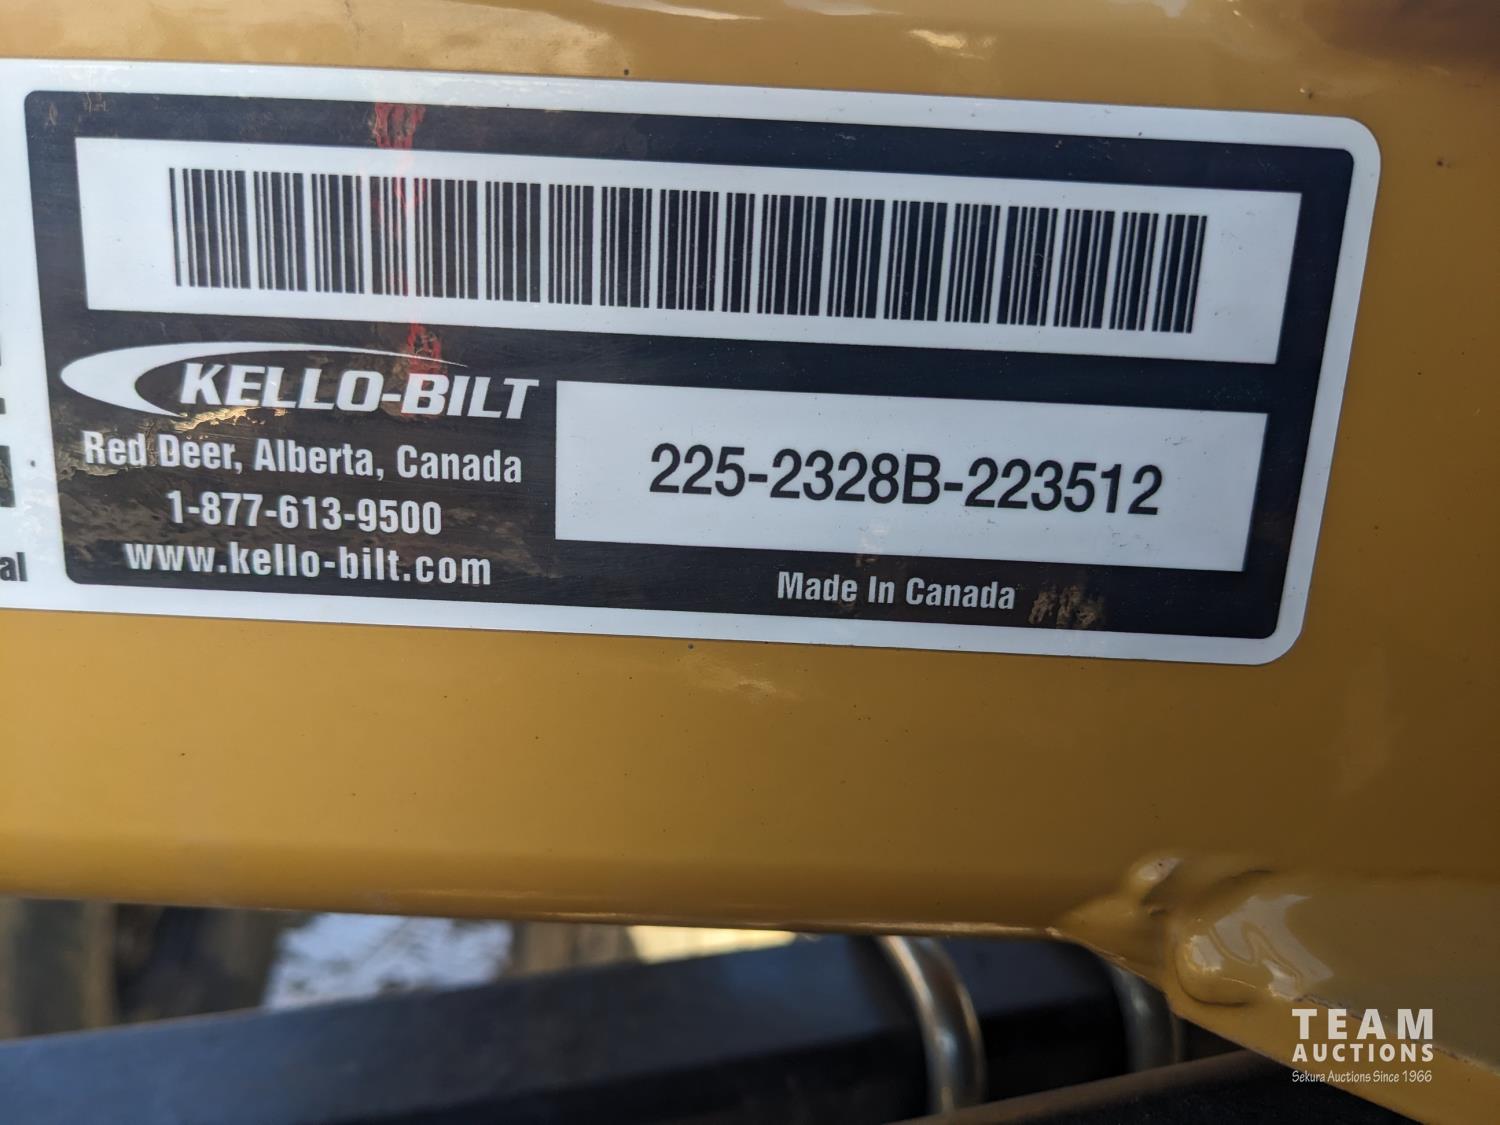 KELLO-BILT
Red Deer, Alberta, Canada
1-877-613-9500
www.kello-bilt.com
225-2328B-223512
Made In Canada
al
TEAM
AUCTIONS
Sekura Auctions Since 1966